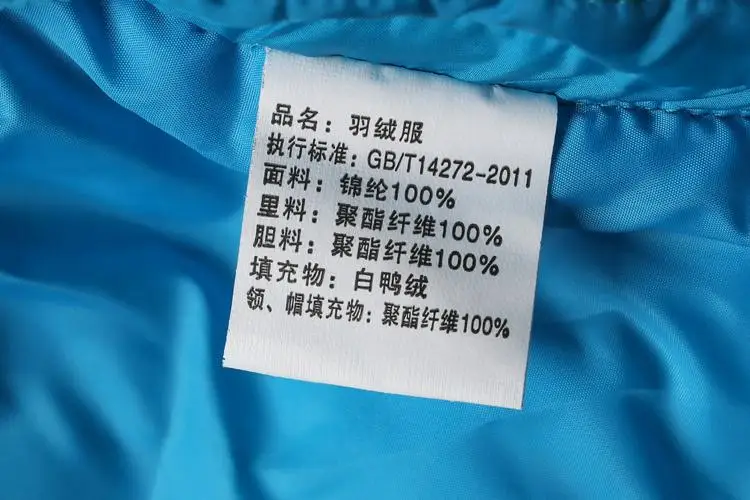 品名：羽绒服
执行标准：GB/T14272-2011
面料：锦纶100%
里料：聚酯纤维100%
胆料：聚酯纤维100%
填充物：白鸭绒
领、帽填充物：聚酯纤维100%